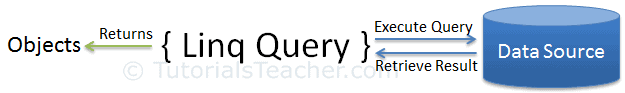 Objects
Returns
{ Linq Query }
Execute Query
Retrieve Result
Data Source
© TutorialsTeacher.com